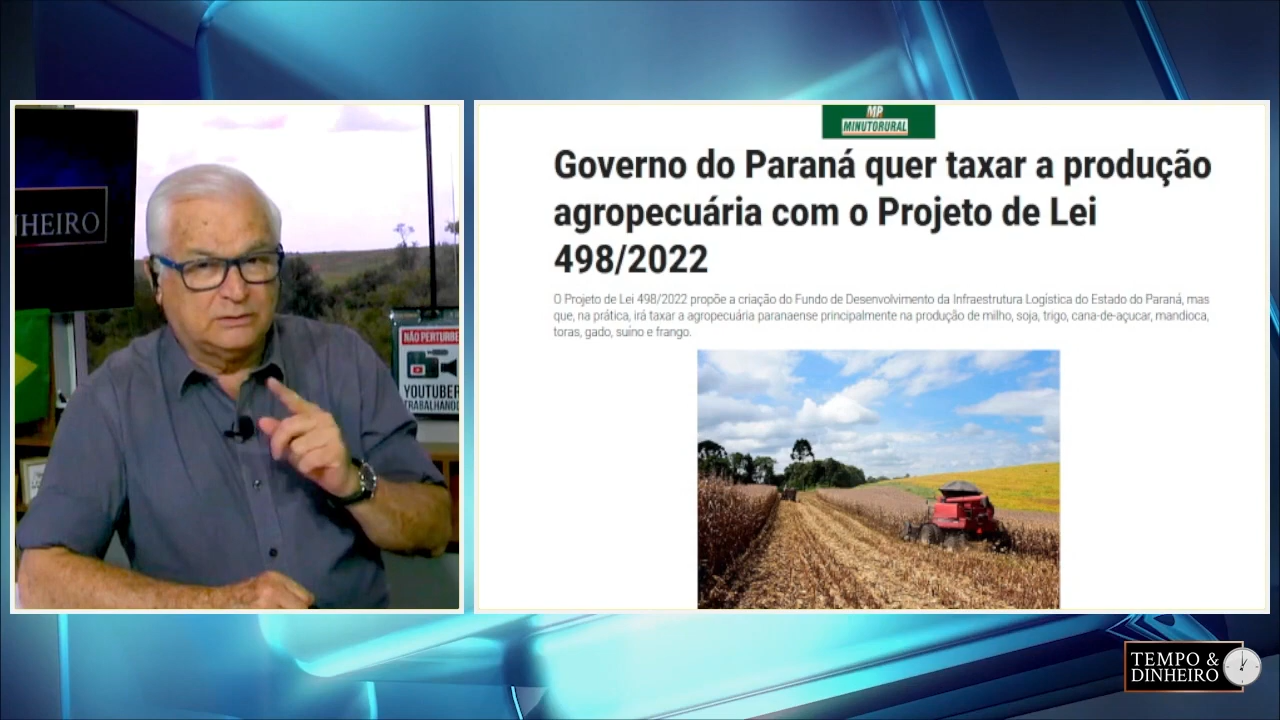 NHEIRO
NÃO PERTURBE
YOUTUBER
TRABALHANDO
MP
MINUTORURAL
Governo do Paraná quer taxar a produção
agropecuária com o Projeto de Lei
498/2022
O Projeto de Lei 498/2022 propõe a criação do Fundo de Desenvolvimento da Infraestrutura Logística do Estado do Paraná, mas
que, na prática, irá taxar a agropecuária paranaense principalmente na produção de milho, soja, trigo, cana-de-açucar, mandioca,
toras, gado, suíno e frango.
TEMPO &
DINHEIRO